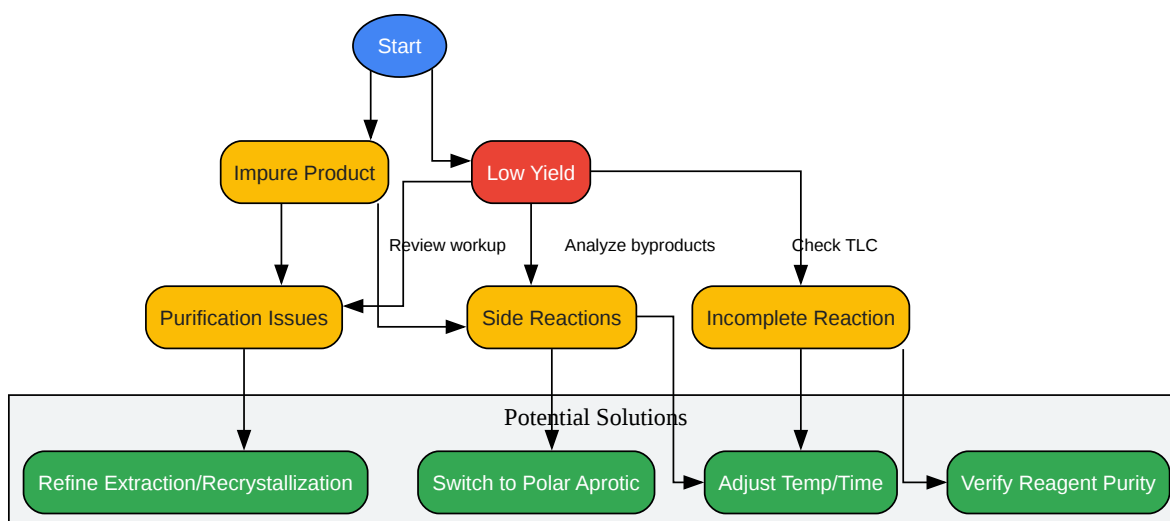 Start
Impure Product
Low Yield
Review workup
Analyze byproducts
Check TLC
Purification Issues
Side Reactions
Incomplete Reaction
Potential Solutions
Refine Extraction/Recrystallization
Switch to Polar Aprotic
Adjust Temp/Time
Verify Reagent Purity